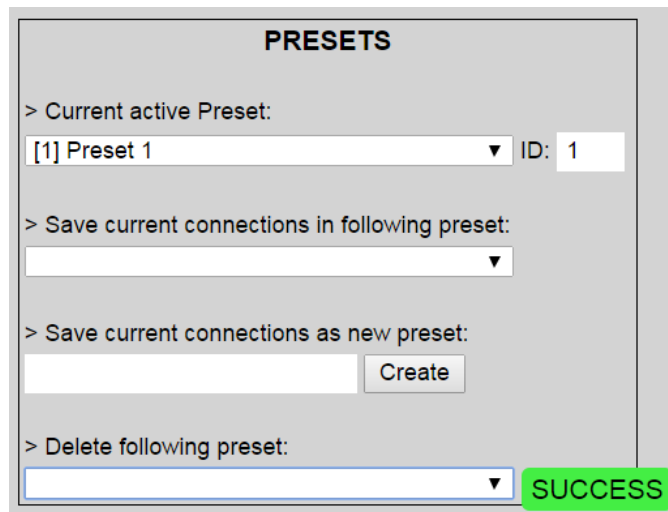 PRESETS
> Current active Preset:
[1] Preset 1 ▼ ID: 1
> Save current connections in following preset:
▼
> Save current connections as new preset:
Create
> Delete following preset:
▼ SUCCESS